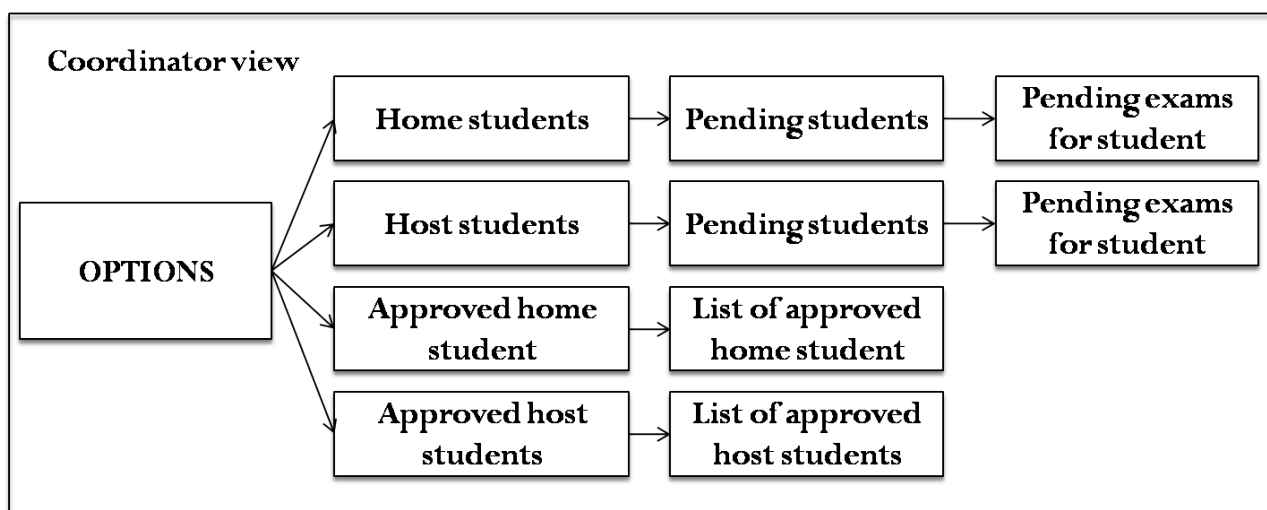 Coordinator view
Home students
Pending students
Pending exams
for student
Host students
Pending students
Pending exams
for student
OPTIONS
Approved home
student
List of approved
home student
Approved host
students
List of approved
host students